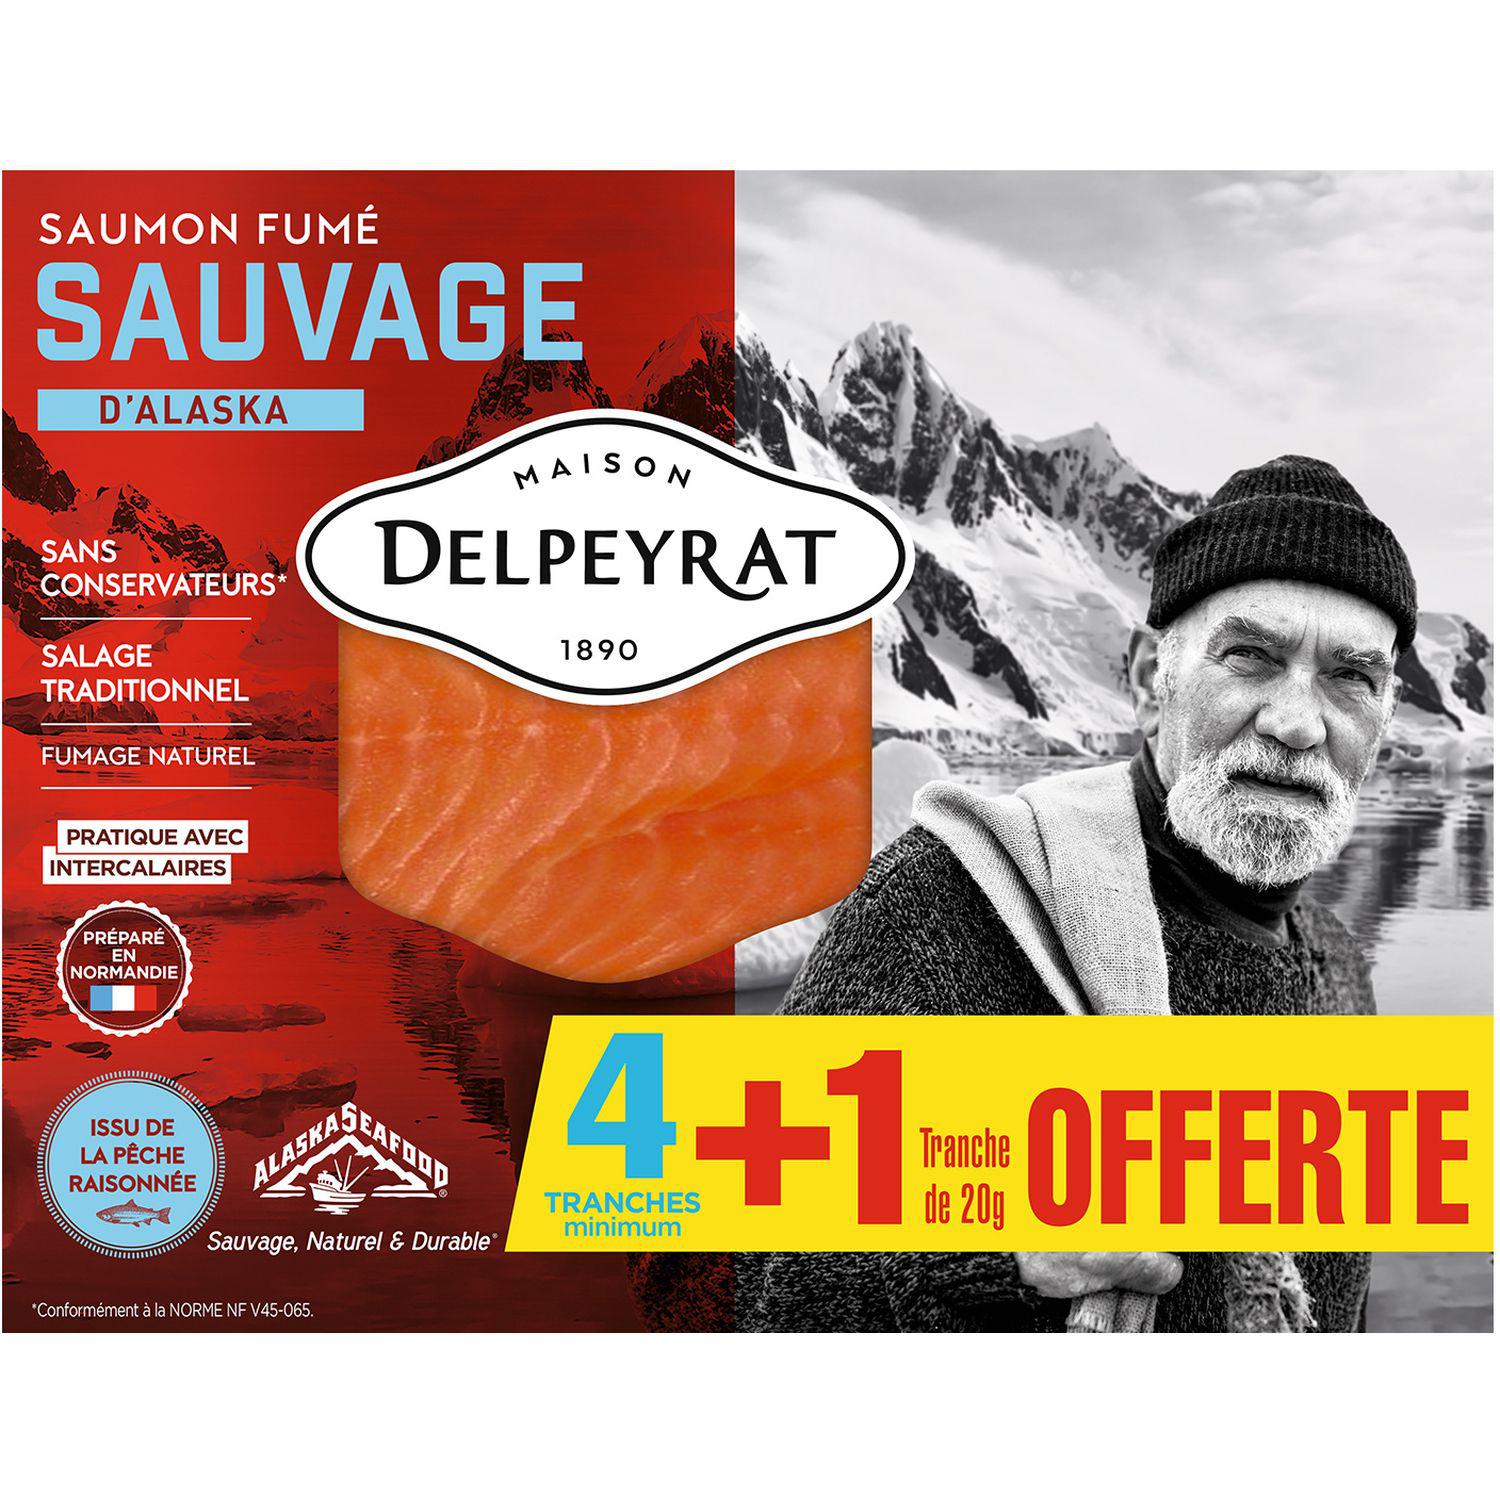 SAUMON FUMÉ
SAUVAGE
D'ALASKA
MAISON
DELPEYRAT
1890
SANS
CONSERVATEURS*
SALAGE
TRADITIONNEL
FUMAGE NATUREL
PRATIQUE AVEC
INTERCALAIRES
PRÉPARÉ
EN
NORMANDIE
ISSU DE
LA PÊCHE
RAISONNÉE
ALASKA SEAFOOD®
Sauvage, Naturel & Durable®
4
TRANCHES
minimum
+1
Tranche
de 20g
OFFERTE
*Conformément à la NORME NF V45-065.